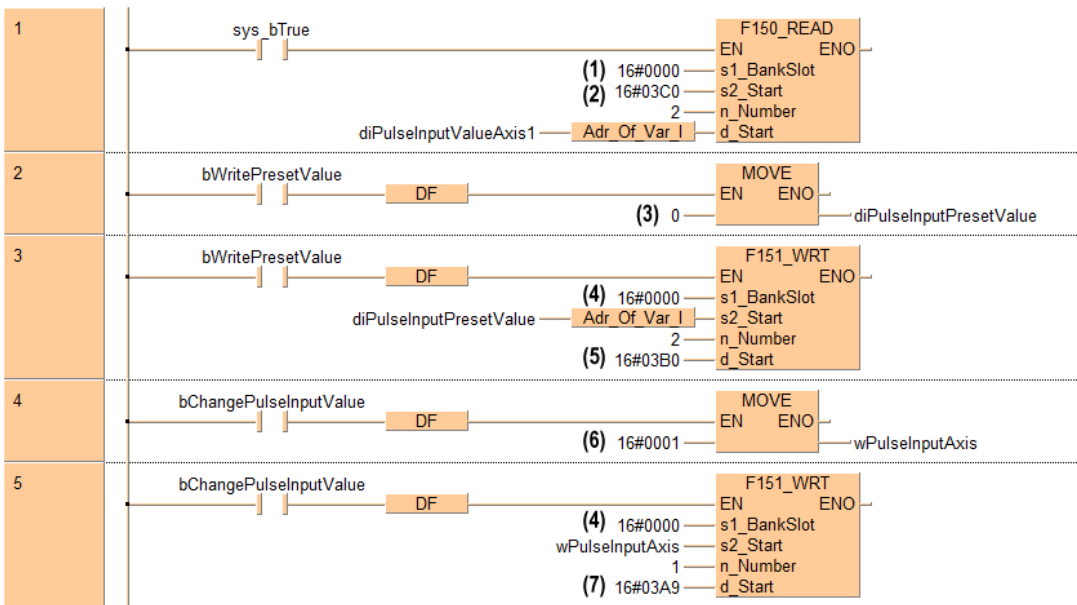 1
sys_bTrue
F150_READ
EN ENO
(1) 16#0000 s1_BankSlot
(2) 16#03C0 s2_Start
2 n_Number
diPulseInputValueAxis1 Adr_Of_Var_I d_Start
2
bWritePresetValue MOVE
DF EN ENO
(3) 0 diPulseInputPresetValue
3
bWritePresetValue F151_WRT
DF EN ENO
(4) 16#0000 s1_BankSlot
diPulseInputPresetValue Adr_Of_Var_I s2_Start
2 n_Number
(5) 16#03B0 d_Start
4
bChangePulseInputValue MOVE
DF EN ENO
(6) 16#0001 wPulseInputAxis
5
bChangePulseInputValue F151_WRT
DF EN ENO
(4) 16#0000 s1_BankSlot
wPulseInputAxis s2_Start
1 n_Number
(7) 16#03A9 d_Start